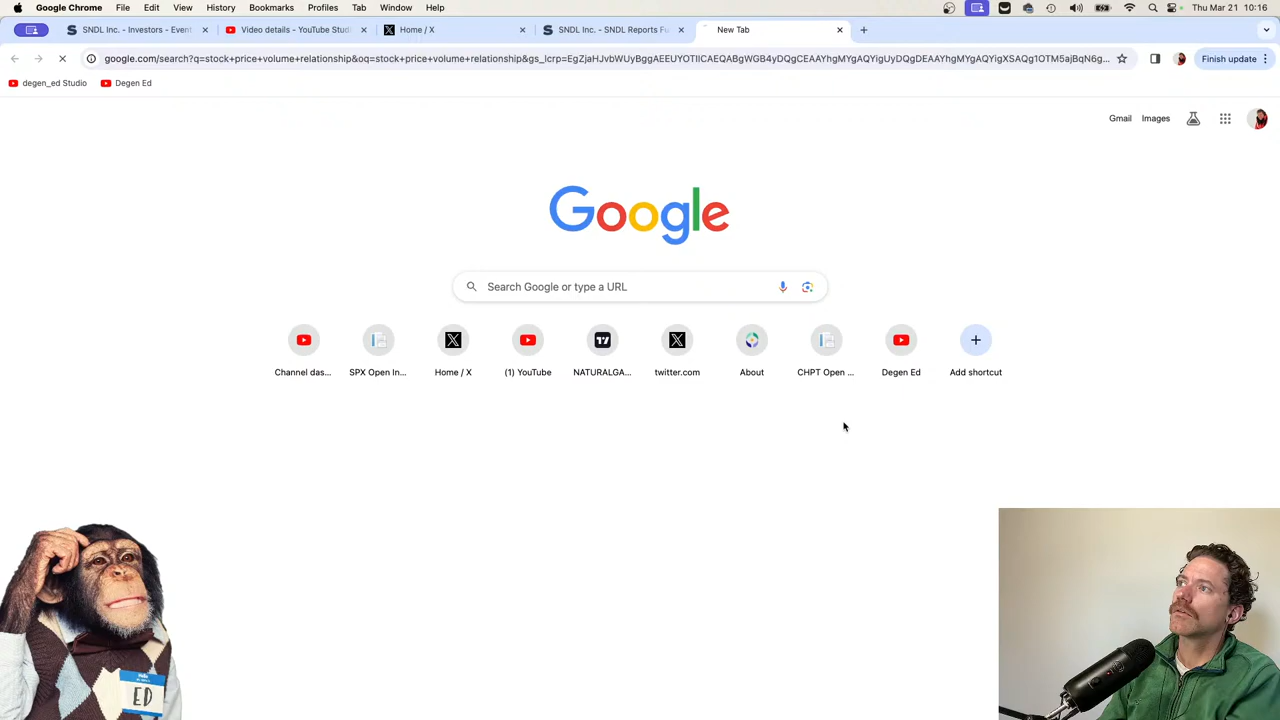 Google Chrome File Edit View History Bookmarks Profiles Tab Window Help Thu Mar 21 10:16
SNDL Inc. - Investors - Event Video details - YouTube Studi Home / X SNDL Inc. - SNDL Reports Fu New Tab
google.com/search?q=stock+price+volume+relationship&oq=stock+price+volume+relationship&gs_lcrp= Finish update
degen_ed Studio Degen Ed
Gmail Images
Google
Search Google or type a URL
Channel das... SPX Open In... Home / X (1) YouTube NATURALGA... twitter.com About CHPT Open ... Degen Ed Add shortcut
Hello
ED